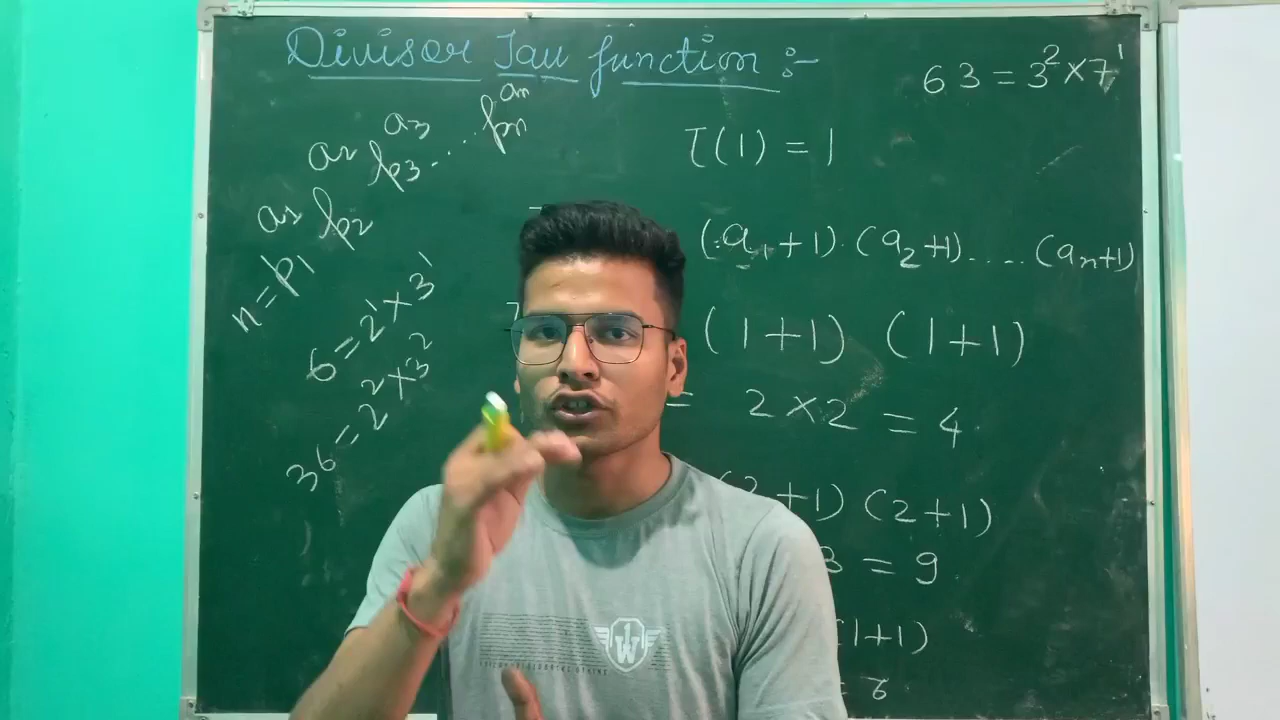 Divisor Tau function :-
63 = 3² × 7¹
τ(1) = 1
n = p₁^a₁ p₂^a₂ p₃^a₃ .... pₙ^aₙ
(a₁+1) · (a₂+1) ..... (aₙ+1)
6 = 2¹ × 3¹
(1+1) (1+1)
= 2×2 = 4
36 = 2² × 3²
(2+1) (2+1)
3 = 9
(1+1)
= 6
W